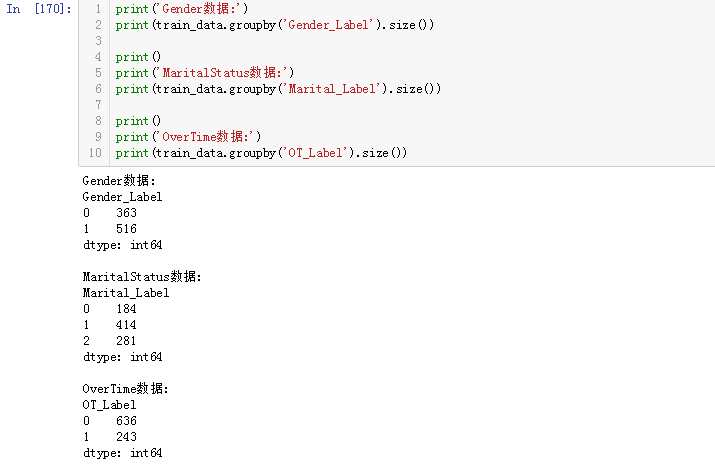 In [170]:
1 print('Gender数据:')
2 print(train_data.groupby('Gender_Label').size())
3
4 print()
5 print('MaritalStatus数据:')
6 print(train_data.groupby('Marital_Label').size())
7
8 print()
9 print('OverTime数据:')
10 print(train_data.groupby('OT_Label').size())
Gender数据:
Gender_Label
0    363
1    516
dtype: int64
MaritalStatus数据:
Marital_Label
0    184
1    414
2    281
dtype: int64
OverTime数据:
OT_Label
0    636
1    243
dtype: int64